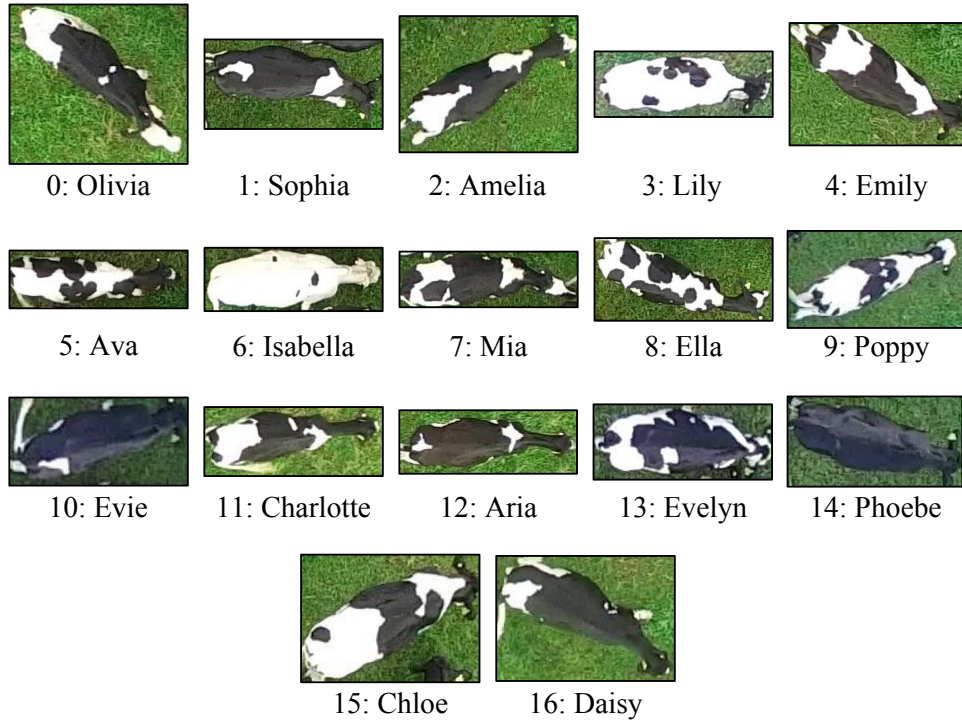 0: Olivia
1: Sophia
2: Amelia
3: Lily
4: Emily
5: Ava
6: Isabella
7: Mia
8: Ella
9: Poppy
10: Evie
11: Charlotte
12: Aria
13: Evelyn
14: Phoebe
15: Chloe
16: Daisy